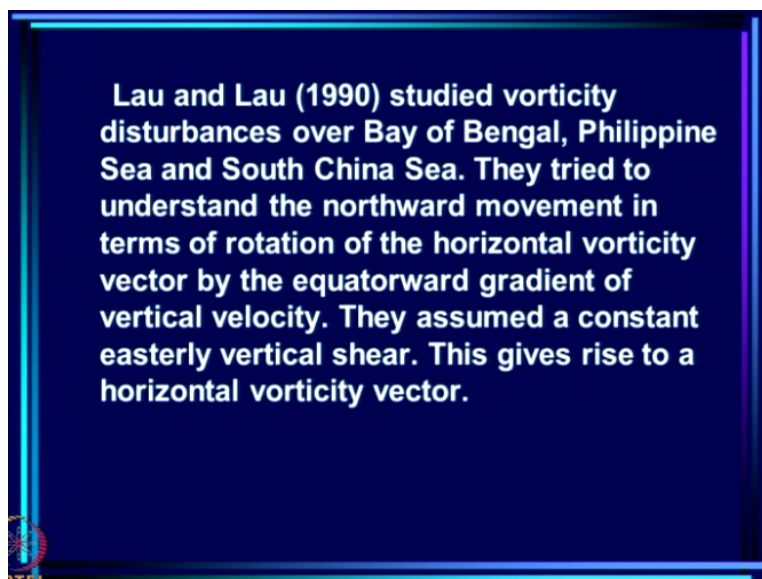 Lau and Lau (1990) studied vorticity
disturbances over Bay of Bengal, Philippine
Sea and South China Sea. They tried to
understand the northward movement in
terms of rotation of the horizontal vorticity
vector by the equatorward gradient of
vertical velocity. They assumed a constant
easterly vertical shear. This gives rise to a
horizontal vorticity vector.